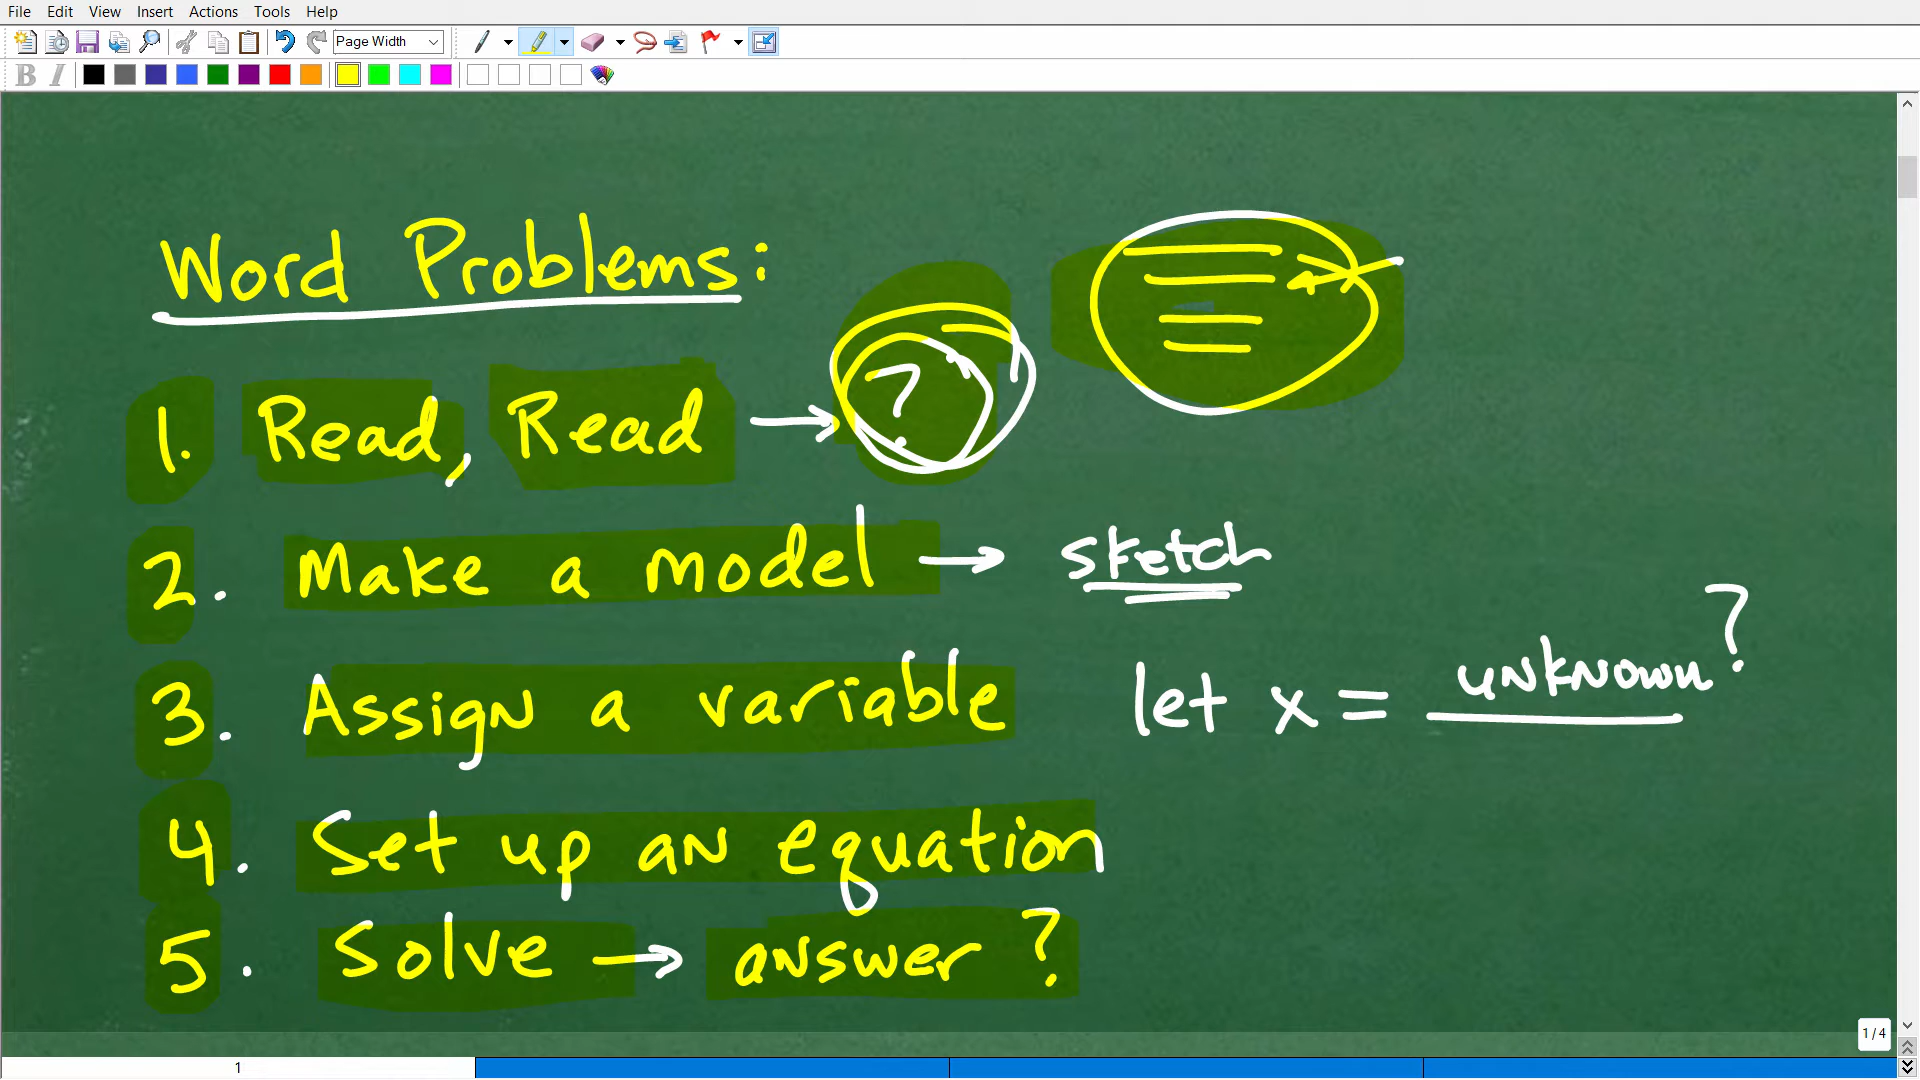 File Edit View Insert Actions Tools Help
Page Width
B I
Word Problems:
1. Read, Read → ?
2. Make a model → sketch
3. Assign a variable let x = unknown?
4. Set up an equation
5. Solve → answer?
1/4
1